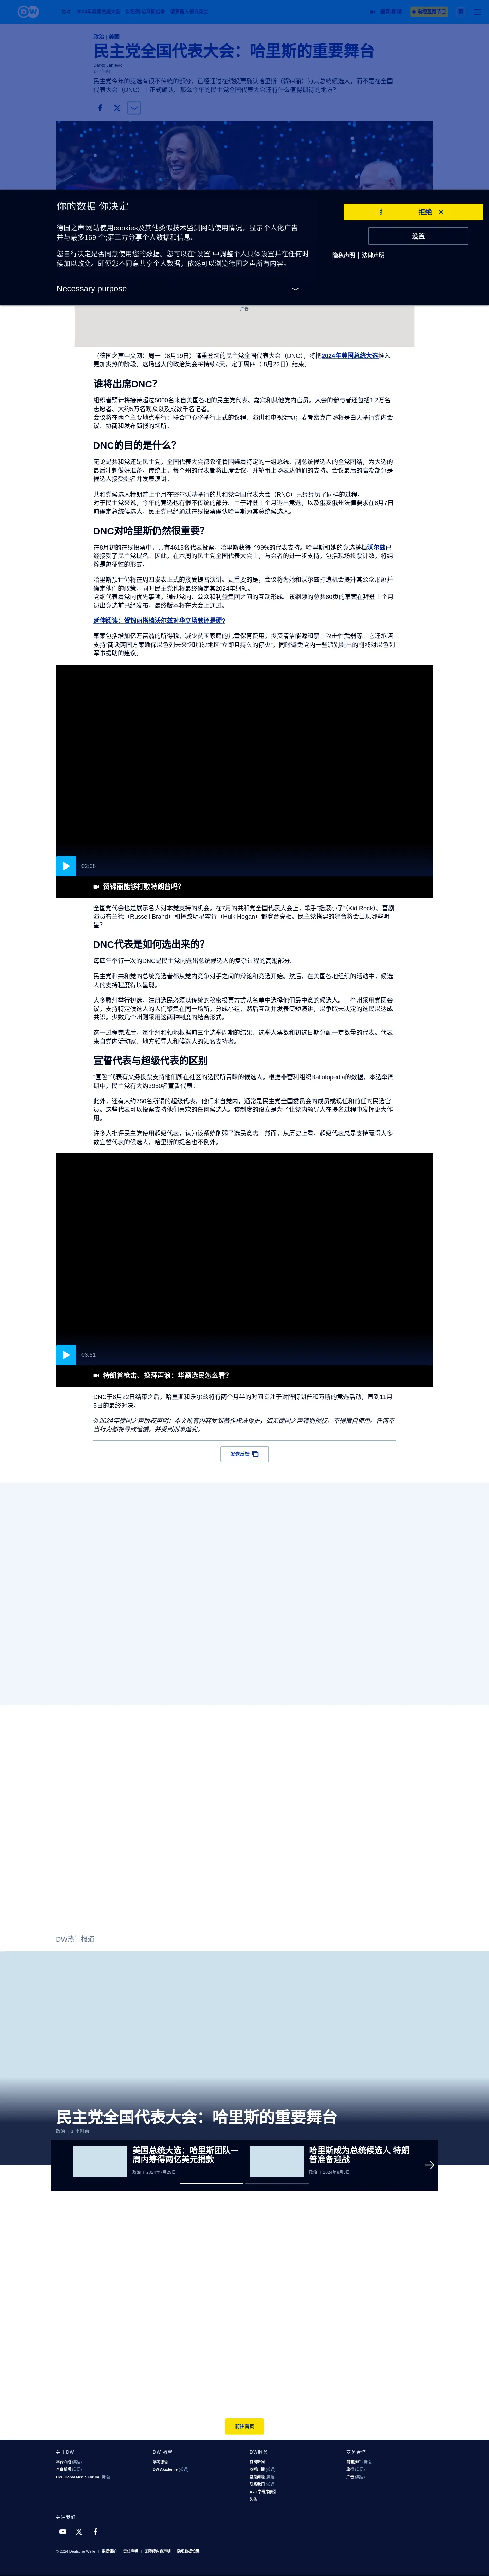 DW
民主党全国代表大会：哈里斯的重要舞台
政治 | 美国
1 小时前
民主党今年的党选有很不传统的部分，已经通过在线投票确认哈里斯（贺锦丽）为其总统候选人，而不是在全国
代表大会（DNC）上正式确认。那么今年的民主党全国代表大会还有什么值得期待的地方？
你的数据 你决定
德国之声网站使用cookies及其他类似技术监测网站使用情况，显示个人化广告
并与最多169 个;第三方分享个人数据和信息。
您自行决定是否同意使用您的数据。您可以在“设置”中调整个人具体设置并在任何时
候加以改变。即便您不同意共享个人数据，依然可以浏览德国之声所有内容。
Necessary purpose
拒绝
设置
隐私声明 | 法律声明
广告
（德国之声中文网）周一（8月19日）隆重登场的民主党全国代表大会（DNC），将把2024年美国总统大选推入
更加炙热的阶段。这场盛大的政治集会将持续4天，定于周四（ 8月22日）结束。
谁将出席DNC？
组织者预计将接待超过5000名来自美国各地的民主党代表、嘉宾和其他党内官员。大会的参与者还包括1.2万名
志愿者、大约5万名观众以及成数千名记者。
会议将在两个主要地点举行：联合中心将举行正式的议程、演讲和电视活动；麦考密克广场将是白天举行党内会
议、协商和发布简报的场所。
DNC的目的是什么？
无论是共和党还是民主党，全国代表大会都象征着围绕着特定的一组总统、副总统候选人的全党团结，为大选的
最后冲刺做好准备。传统上，每个州的代表都将出席会议，并轮番上场表达他们的支持。会议最后的高潮部分是
候选人接受提名并发表演讲。
共和党候选人特朗普上个月在密尔沃基举行的共和党全国代表大会（RNC）已经经历了同样的过程。
对于民主党来说，今年的党选也有很不传统的部分。由于拜登上个月退出竞选，以及俄亥俄州法律要求在8月7日
前确定总统候选人，民主党已经通过在线投票确认哈里斯为其总统候选人。
DNC对哈里斯仍然很重要？
在8月初的在线投票中，共有4615名代表投票，哈里斯获得了99%的代表支持。哈里斯和她的竞选搭档沃尔兹已
经接受了民主党提名，因此，在本周的民主党全国代表大会上，与会者的进一步支持，包括现场投票计数，将纯
粹是象征性的形式。
哈里斯预计仍将在周四发表正式的接受提名演讲。更重要的是，会议将为她和沃尔兹打造机会提升其公众形象并
确定他们的政策，同时民主党也将最终确定其2024年纲领。
党纲代表着党内优先事项，通过党内、公众和利益集团之间的互动形成。该纲领的总共80页的草案在拜登上个月
退出竞选前已经发布，最终版本将在大会上通过。
延伸阅读：贺锦丽搭档沃尔兹对华立场软还是硬?
草案包括增加亿万富翁的所得税，减少贫困家庭的儿童保育费用，投资清洁能源和禁止攻击性武器等。它还承诺
支持“商谈两国方案确保以色列未来”和加沙地区“立即且持久的停火”，同时避免党内一些派别提出的削减对以色列
军事援助的建议。
02:08
贺锦丽能够打败特朗普吗？
全国党代会也是展示名人对本党支持的机会。在7月的共和党全国代表大会上，歌手“摇滚小子”（Kid Rock）、喜剧
演员布兰德（Russell Brand）和摔跤明星霍肯（Hulk Hogan）都登台亮相。民主党搭建的舞台将会出现哪些明
星？
DNC代表是如何选出来的？
每四年举行一次的DNC是民主党内选出总统候选人的复杂过程的高潮部分。
民主党和共和党的总统竞选者都从党内竞争对手之间的辩论和竞选开始。然后，在美国各地组织的活动中，候选
人的支持程度得以呈现。
大多数州举行初选，注册选民必须以传统的秘密投票方式从名单中选择他们最中意的候选人。一些州采用党团会
议，支持特定候选人的人们聚集在同一场所，分成小组，然后互动并发表简短演讲，以争取未决定的选民以达成
共识。少数几个州则采用这两种制度的结合形式。
这一过程完成后，每个州和领地根据前三个选举周期的结果、选举人票数和初选日期分配一定数量的代表。代表
来自党内活动家、地方领导人和候选人的知名支持者。
宣誓代表与超级代表的区别
“宣誓”代表有义务投票支持他们所在社区的选民所青睐的候选人。根据非营利组织Ballotopedia的数据，本选举周
期中，民主党有大约3950名宣誓代表。
此外，还有大约750名所谓的超级代表，他们来自党内，通常是民主党全国委员会的成员或现任和前任的民选官
员。这些代表可以投票支持他们喜欢的任何候选人。该制度的设立是为了让党内领导人在提名过程中发挥更大作
用。
许多人批评民主党使用超级代表，认为该系统削弱了选民意志。然而，从历史上看，超级代表总是支持赢得大多
数宣誓代表的候选人，哈里斯的提名也不例外。
03:51
特朗普枪击、换拜声浪：华裔选民怎么看？
DNC于8月22日结束之后，哈里斯和沃尔兹将有两个月半的时间专注于对阵特朗普和万斯的竞选活动，直到11月
5日的最终对决。
© 2024年德国之声版权声明：本文所有内容受到著作权法保护，如无德国之声特别授权，不得擅自使用。任何不
当行为都将导致追偿，并受到刑事追究。
发送反馈
DW热门报道
民主党全国代表大会：哈里斯的重要舞台
政治 | 1 小时前
美国总统大选：哈里斯团队一
周内筹得两亿美元捐款
政治 | 2024年7月29日
哈里斯成为总统候选人 特朗
普准备迎战
政治 | 2024年8月3日
前往首页
关于DW
本台介绍 (英语)
本台新闻 (英语)
DW Global Media Forum (英语)
DW 教学
学习德语
DW Akademie (英语)
DW服务
订阅新闻
收听广播 (英语)
常见问题 (英语)
联系我们 (英语)
A - Z字母序索引
头条
商务合作
销售推广 (英语)
旅行 (英语)
广告 (英语)
关注我们
© 2024 Deutsche Welle | 数据保护 | 责任声明 | 无障碍内容声明 | 隐私数据设置